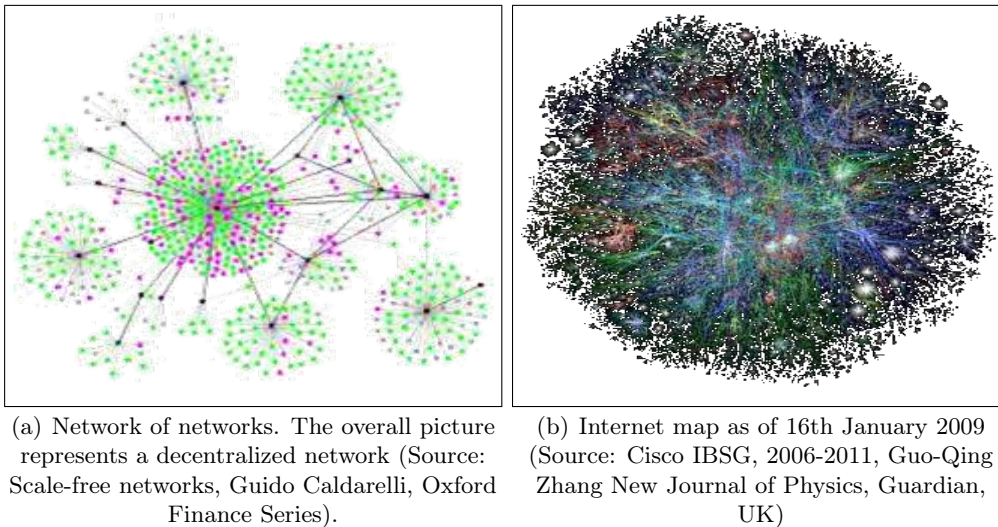 (a) Network of networks. The overall picture
represents a decentralized network (Source:
Scale-free networks, Guido Caldarelli, Oxford
Finance Series).
(b) Internet map as of 16th January 2009
(Source: Cisco IBSG, 2006-2011, Guo-Qing
Zhang New Journal of Physics, Guardian,
UK)